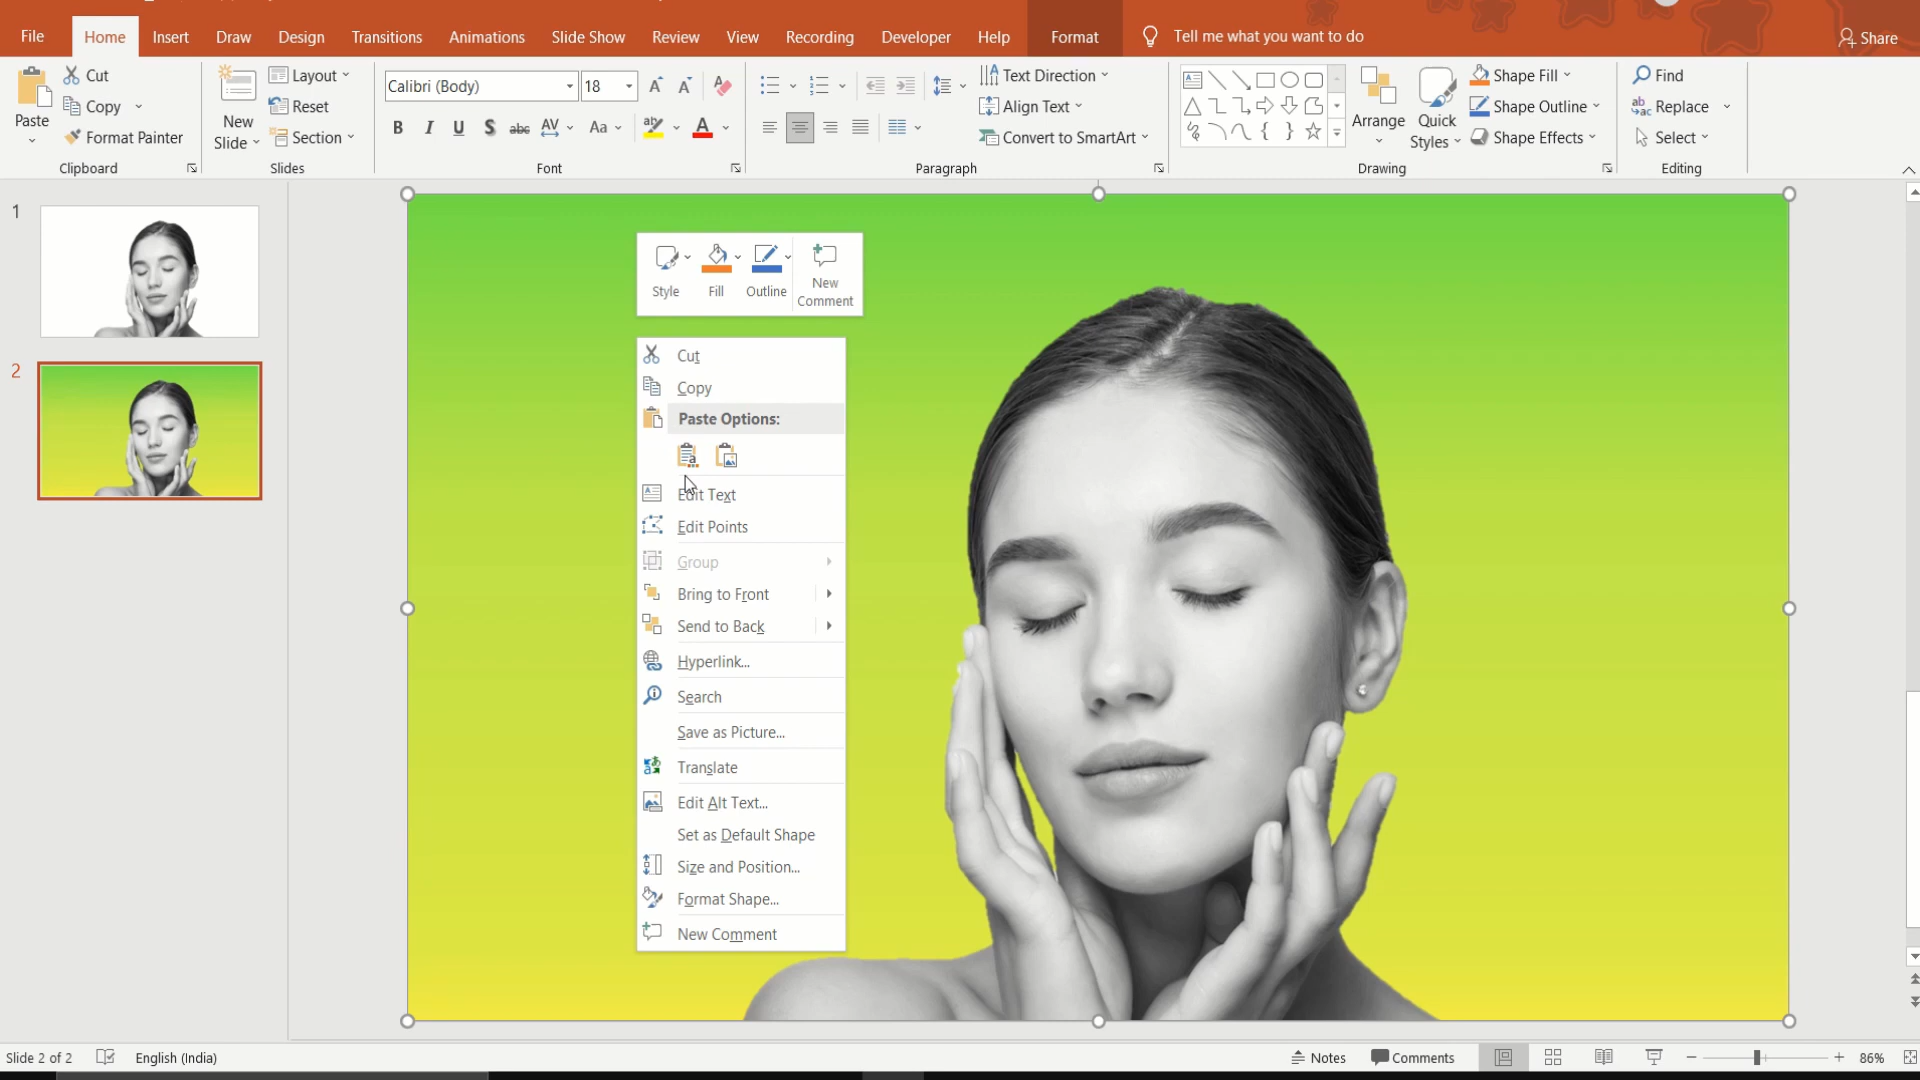 File Home Insert Draw Design Transitions Animations Slide Show Review View Recording Developer Help Format Tell me what you want to do Share
Paste
Cut
Copy
Format Painter
Clipboard
New
Slide
Layout
Reset
Section
Slides
Calibri (Body) 18
B I U S abc AV Aa ab A
Font
Text Direction
Align Text
Convert to SmartArt
Paragraph
Arrange
Quick
Styles
Shape Fill
Shape Outline
Shape Effects
Drawing
Find
Replace
Select
Editing
1
2
Style
Fill
Outline
New
Comment
Cut
Copy
Paste Options:
Edit Text
Edit Points
Group
Bring to Front
Send to Back
Hyperlink...
Search
Save as Picture...
Translate
Edit Alt Text...
Set as Default Shape
Size and Position...
Format Shape...
New Comment
Slide 2 of 2
English (India)
Notes
Comments
86%